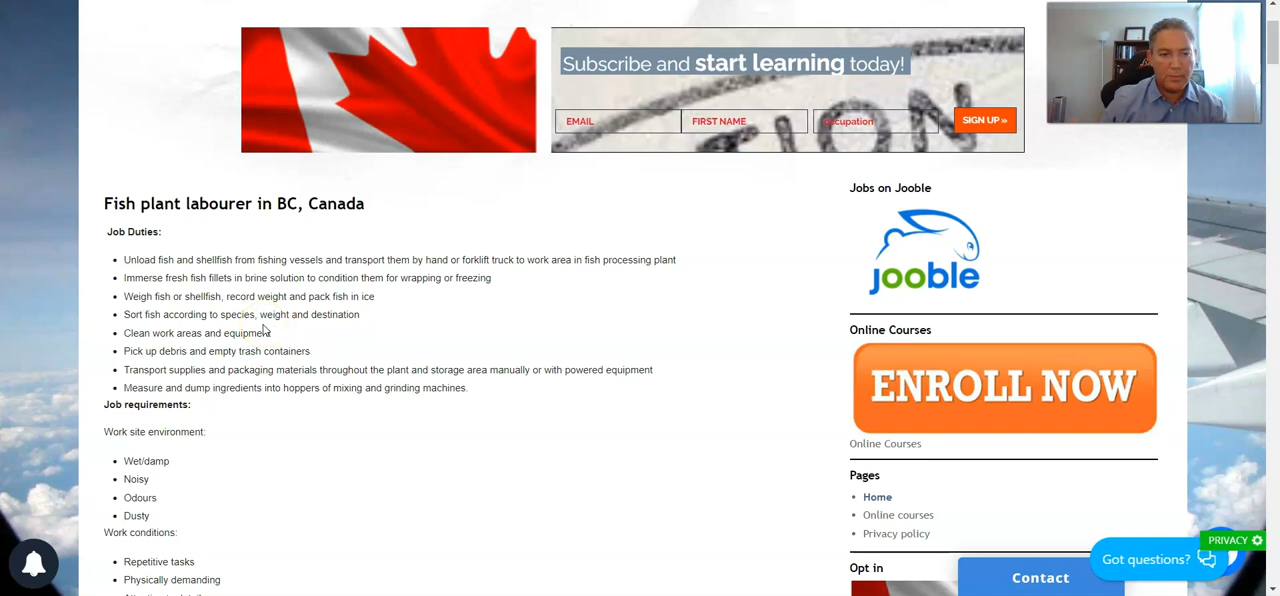 Subscribe and start learning today!
EMAIL
FIRST NAME
occupation
SIGN UP »
TION
Fish plant labourer in BC, Canada
Job Duties:
• Unload fish and shellfish from fishing vessels and transport them by hand or forklift truck to work area in fish processing plant
• Immerse fresh fish fillets in brine solution to condition them for wrapping or freezing
• Weigh fish or shellfish, record weight and pack fish in ice
• Sort fish according to species, weight and destination
• Clean work areas and equipment
• Pick up debris and empty trash containers
• Transport supplies and packaging materials throughout the plant and storage area manually or with powered equipment
• Measure and dump ingredients into hoppers of mixing and grinding machines.
Job requirements:
Work site environment:
• Wet/damp
• Noisy
• Odours
• Dusty
Work conditions:
• Repetitive tasks
• Physically demanding
Jobs on Jooble
jooble
Online Courses
ENROLL NOW
Online Courses
Pages
• Home
• Online courses
• Privacy policy
Opt in
PRIVACY
Got questions?
Contact